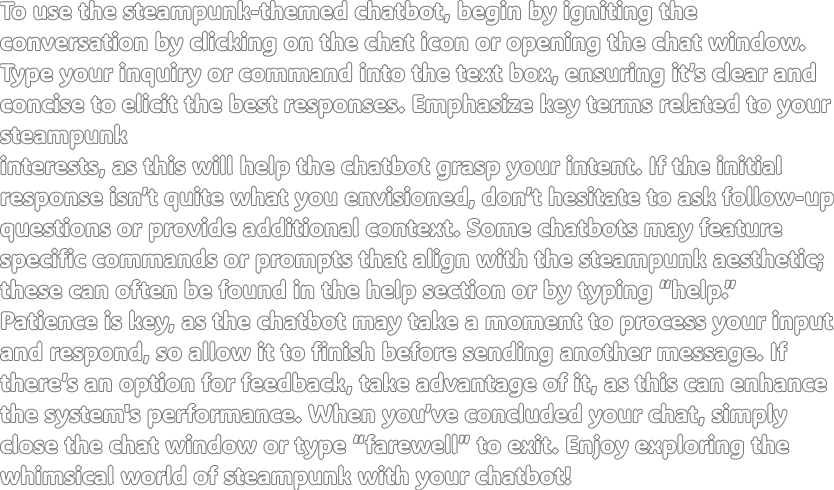 To use the steampunk-themed chatbot, begin by igniting the
conversation by clicking on the chat icon or opening the chat window.
Type your inquiry or command into the text box, ensuring it’s clear and
concise to elicit the best responses. Emphasize key terms related to your
steampunk
interests, as this will help the chatbot grasp your intent. If the initial
response isn’t quite what you envisioned, don’t hesitate to ask follow-up
questions or provide additional context. Some chatbots may feature
specific commands or prompts that align with the steampunk aesthetic;
these can often be found in the help section or by typing “help.”
Patience is key, as the chatbot may take a moment to process your input
and respond, so allow it to finish before sending another message. If
there’s an option for feedback, take advantage of it, as this can enhance
the system's performance. When you’ve concluded your chat, simply
close the chat window or type “farewell” to exit. Enjoy exploring the
whimsical world of steampunk with your chatbot!